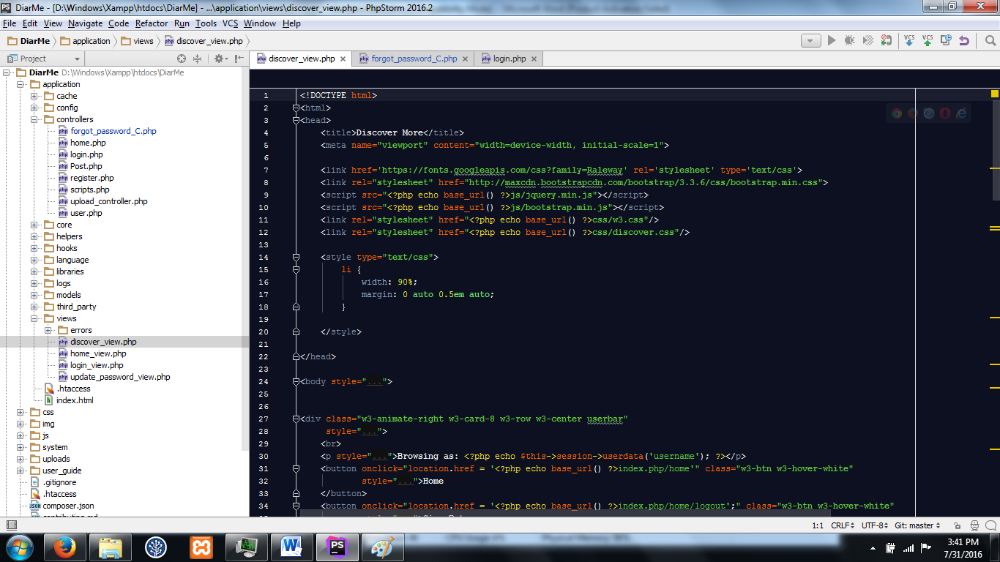 DiarMe - [D:\Windows\Xampp\htdocs\DiarMe] - ...\application\views\discover_view.php - PhpStorm 2016.2
File Edit View Navigate Code Refactor Run Tools VCS Window Help
DiarMe application views discover_view.php
VCS VCS
Project
discover_view.php forgot_password_C.php login.php
DiarMe D:\Windows\Xampp\htdocs\DiarMe
application
cache
config
controllers
forgot_password_C.php
home.php
login.php
Post.php
register.php
scripts.php
upload_controller.php
user.php
core
helpers
hooks
language
libraries
logs
models
third_party
views
errors
discover_view.php
home_view.php
login_view.php
update_password_view.php
.htaccess
index.html
css
img
js
system
uploads
user_guide
.gitignore
.htaccess
composer.json
contributing.md
1 <!DOCTYPE html>
2 <html>
3 <head>
4 <title>Discover More</title>
5 <meta name="viewport" content="width=device-width, initial-scale=1">
6
7 <link href='https://fonts.googleapis.com/css?family=Raleway' rel='stylesheet' type='text/css'>
8 <link rel="stylesheet" href="http://maxcdn.bootstrapcdn.com/bootstrap/3.3.6/css/bootstrap.min.css">
9 <script src="<?php echo base_url() ?>js/jquery.min.js"></script>
10 <script src="<?php echo base_url() ?>js/bootstrap.min.js"></script>
11 <link rel="stylesheet" href="<?php echo base_url() ?>css/w3.css"/>
12 <link rel="stylesheet" href="<?php echo base_url() ?>css/discover.css"/>
13
14 <style type="text/css">
15 li {
16 width: 90%;
17 margin: 0 auto 0.5em auto;
18 }
19
20 </style>
21
22 </head>
23
24 <body style="...">
25
26
27 <div class="w3-animate-right w3-card-8 w3-row w3-center userbar"
28 style="...">
29 <br>
30 <p style="...">Browsing as: <?php echo $this->session->userdata('username'); ?></p>
31 <button onclick="location.href = '<?php echo base_url() ?>index.php/home'" class="w3-btn w3-hover-white"
32 style="...">Home
33 </button>
34 <button onclick="location.href = '<?php echo base_url() ?>index.php/home/logout';" class="w3-btn w3-hover-white"
1:1 CRLF UTF-8 Git: master
PS
3:41 PM
7/31/2016